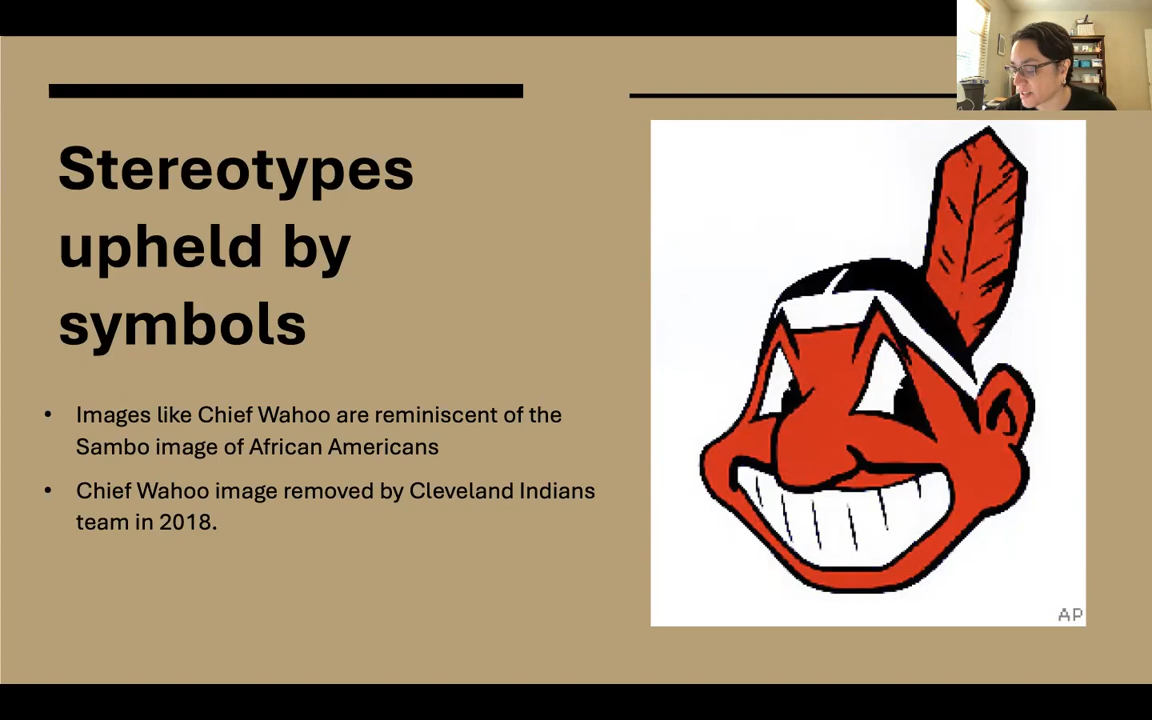 Stereotypes
upheld by
symbols
• Images like Chief Wahoo are reminiscent of the
Sambo image of African Americans
• Chief Wahoo image removed by Cleveland Indians
team in 2018.
AP